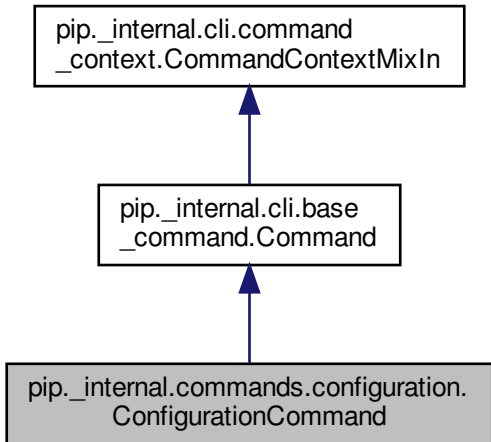 pip._internal.cli.command
_context.CommandContextMixIn
pip._internal.cli.base
_command.Command
pip._internal.commands.configuration.
ConfigurationCommand